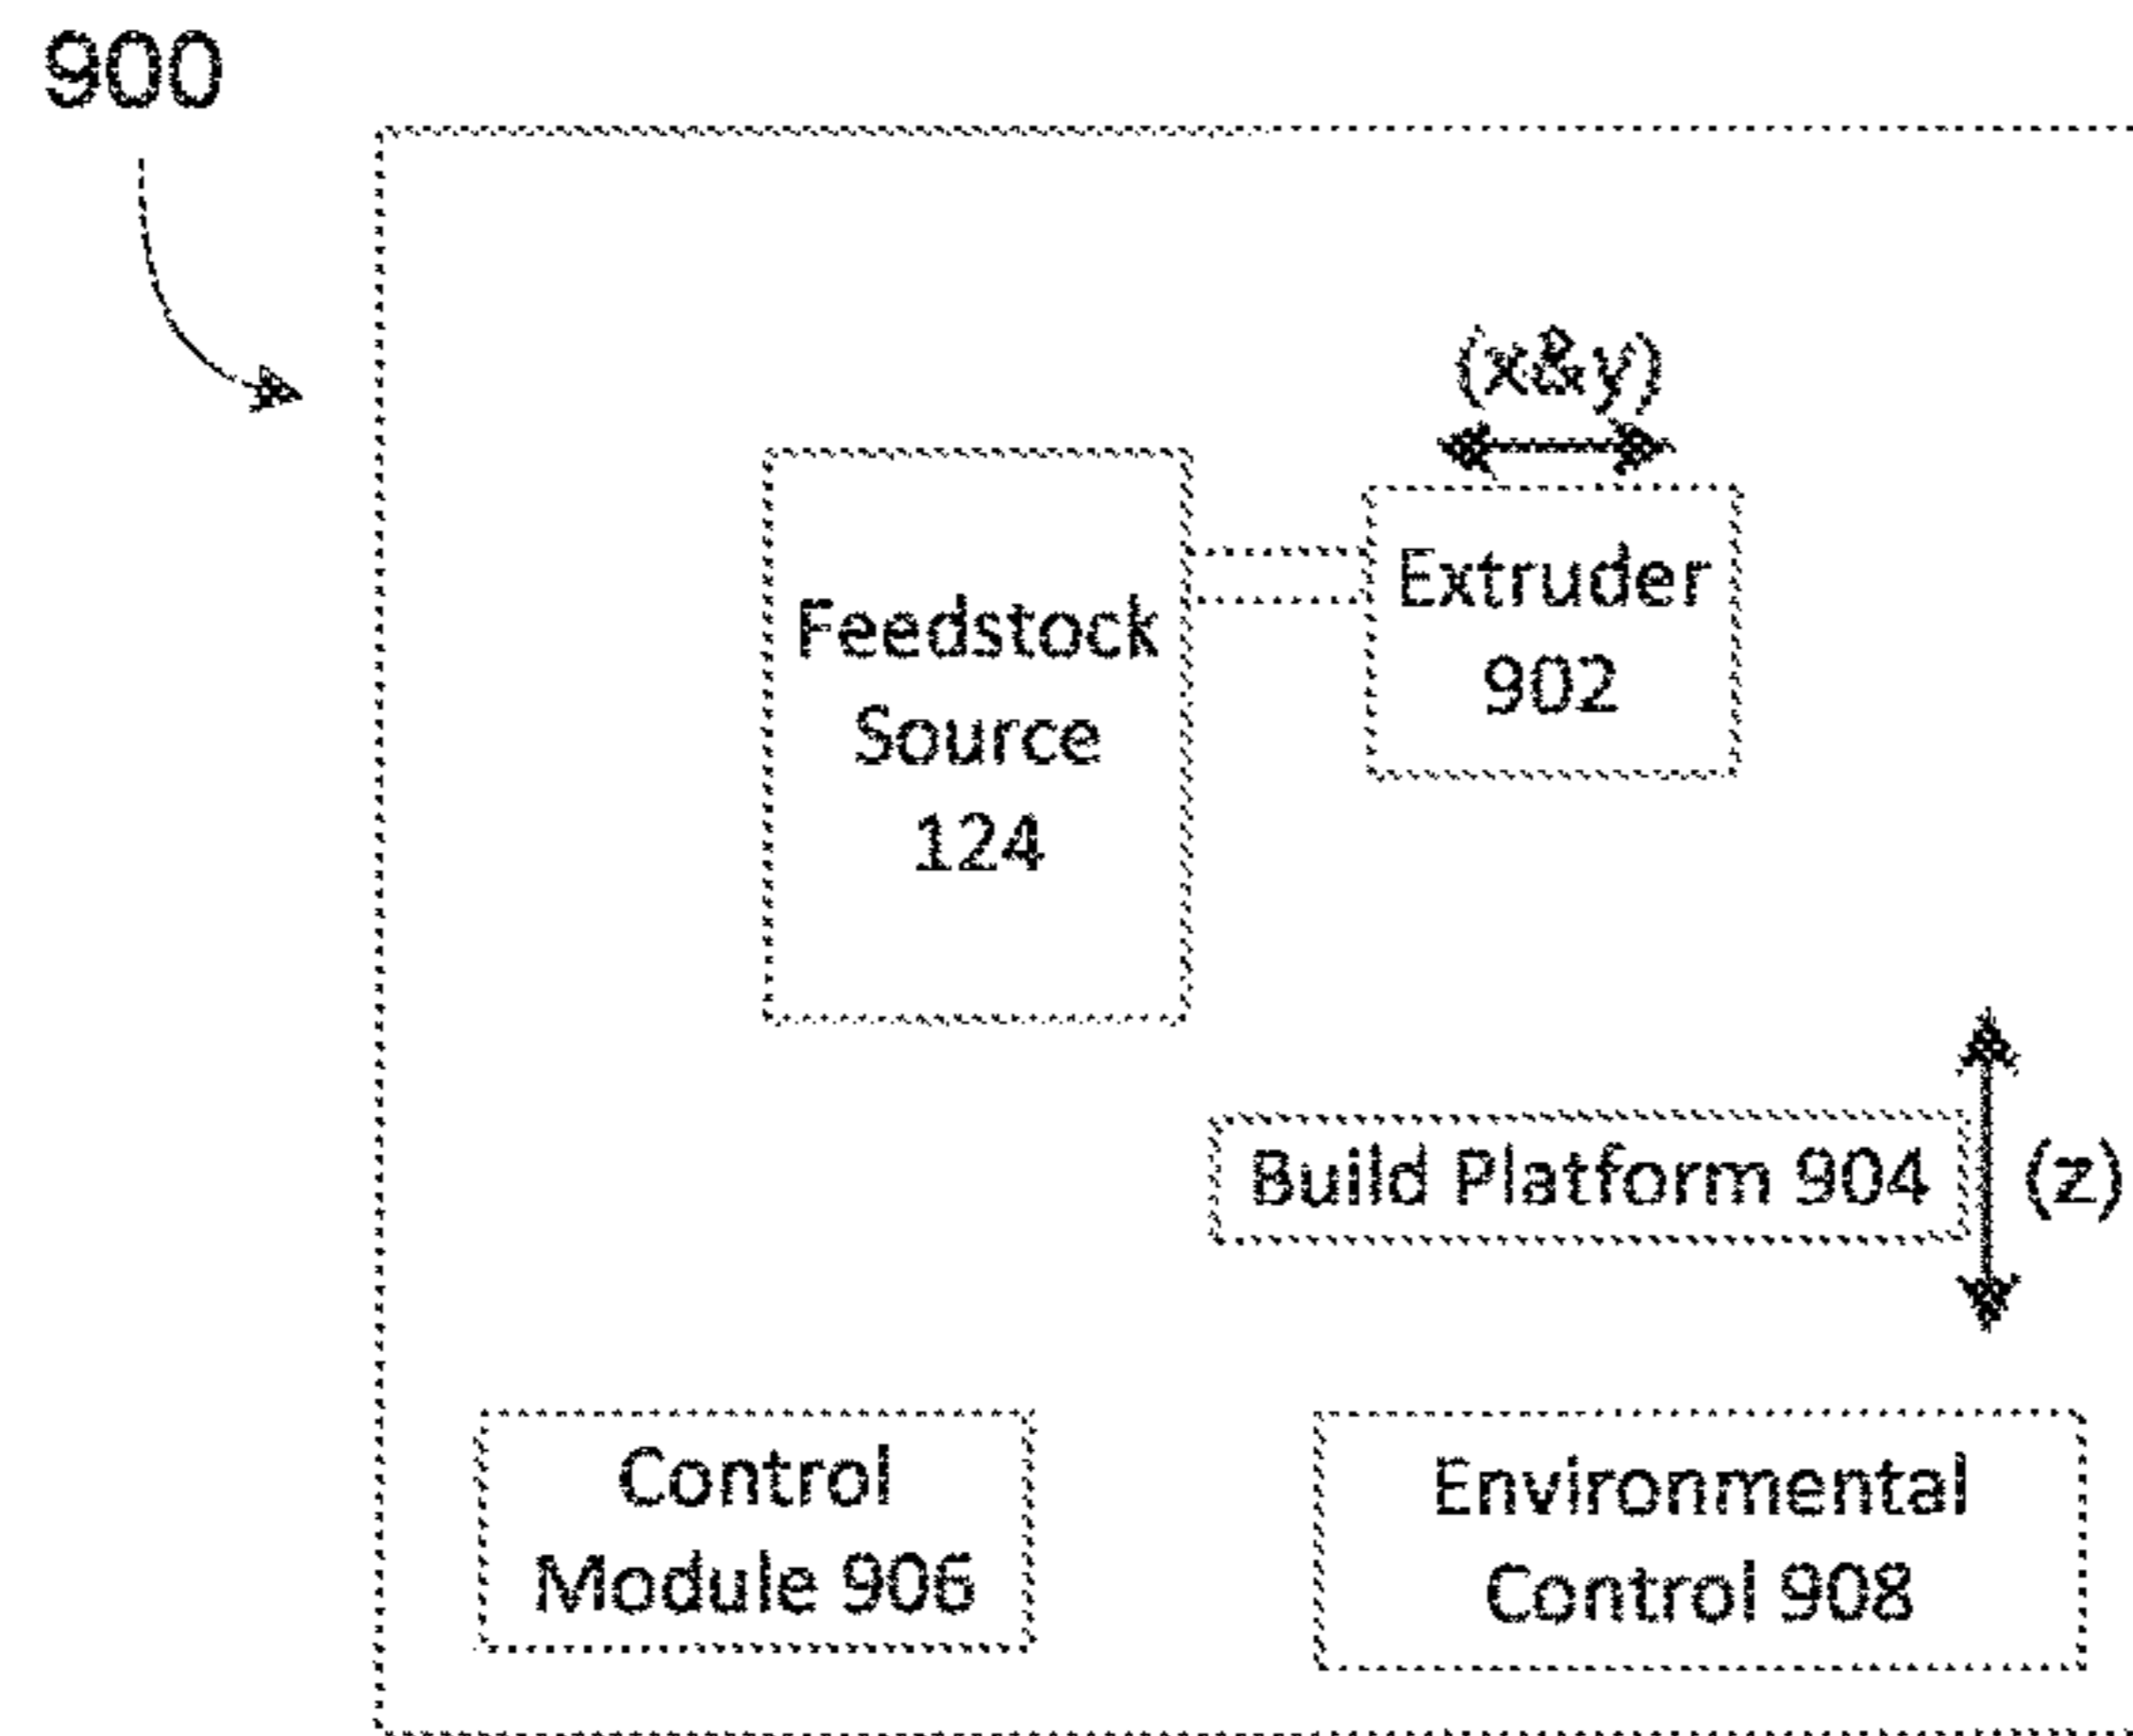 900
(x&y)
Extruder
902
Feedstock
Source
124
Build Platform 904
(z)
Control
Module 906
Environmental
Control 908